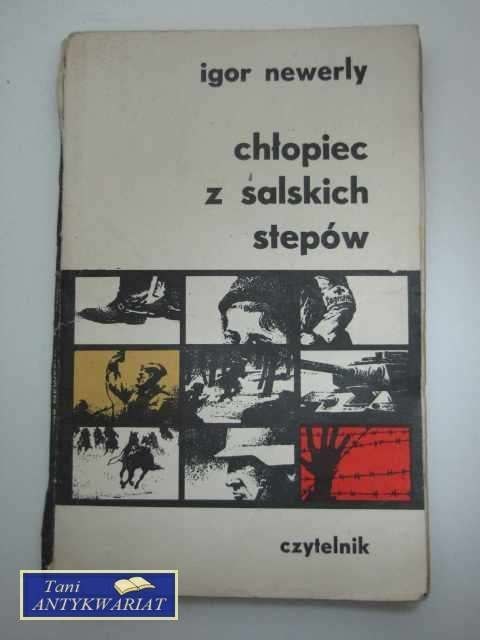 igor newerly
chłopiec
z salskich
stepów
czytelnik
Tani
ANTYKWARIAT